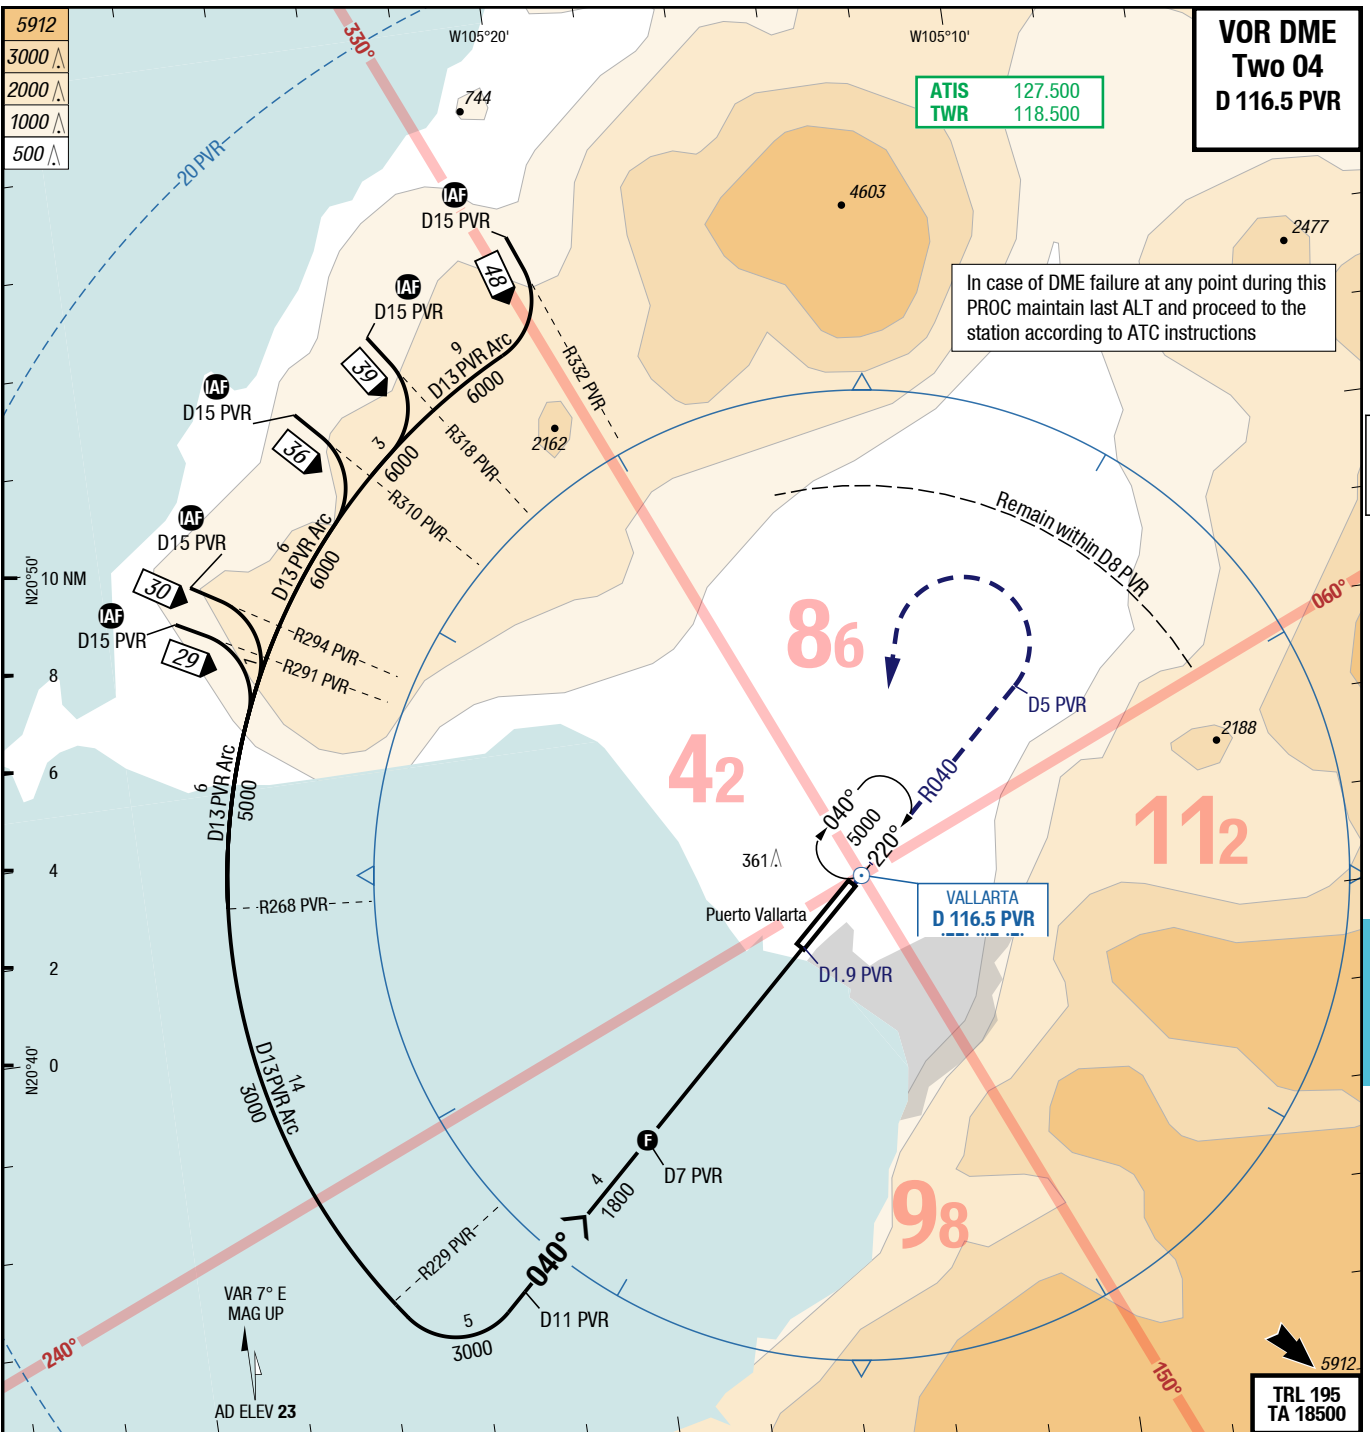 5912
3000
2000
1000
500
W105°20'
W105°10'
VOR DME
Two 04
D 116.5 PVR
ATIS 127.500
TWR 118.500
330°
20 PVR
744
4603
2477
IAF
D15 PVR
48
In case of DME failure at any point during this
PROC maintain last ALT and proceed to the
station according to ATC instructions
IAF
D15 PVR
39
9
D13 PVR Arc
6000
R332 PVR
IAF
D15 PVR
36
3
6000
R318 PVR
2162
R310 PVR
IAF
D15 PVR
30
6
D13 PVR Arc
6000
Remain within D8 PVR
N20°50'
10 NM
IAF
D15 PVR
29
R294 PVR
1
R291 PVR
86
060°
8
D5 PVR
2188
6
6
D13 PVR Arc
5000
42
R040
112
040°
5000
220°
4
361
R268 PVR
Puerto Vallarta
VALLARTA
D 116.5 PVR
2
D1.9 PVR
N20°40'
0
14
D13 PVR Arc
3000
F
D7 PVR
4
1800
98
R229 PVR
040°
D11 PVR
5
3000
VAR 7° E
MAG UP
240°
150°
5912
AD ELEV 23
TRL 195
TA 18500